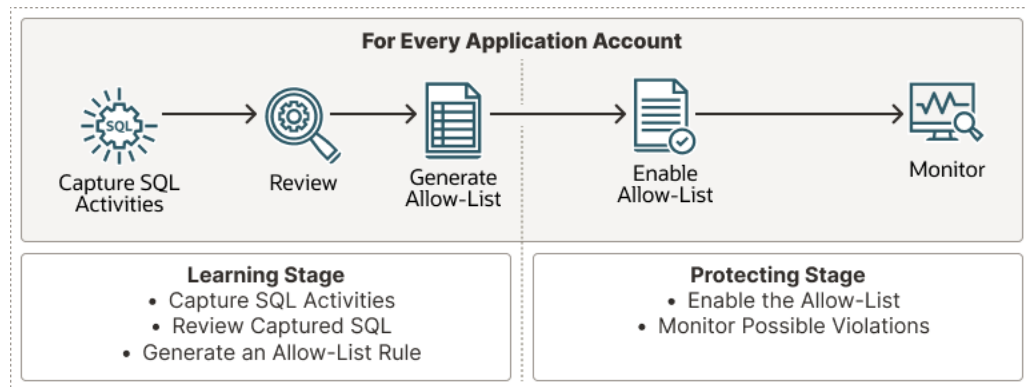 For Every Application Account
SQL
Capture SQL
Activities
Review
Generate
Allow-List
Enable
Allow-List
Monitor
Learning Stage
• Capture SQL Activities
• Review Captured SQL
• Generate an Allow-List Rule
Protecting Stage
• Enable the Allow-List
• Monitor Possible Violations